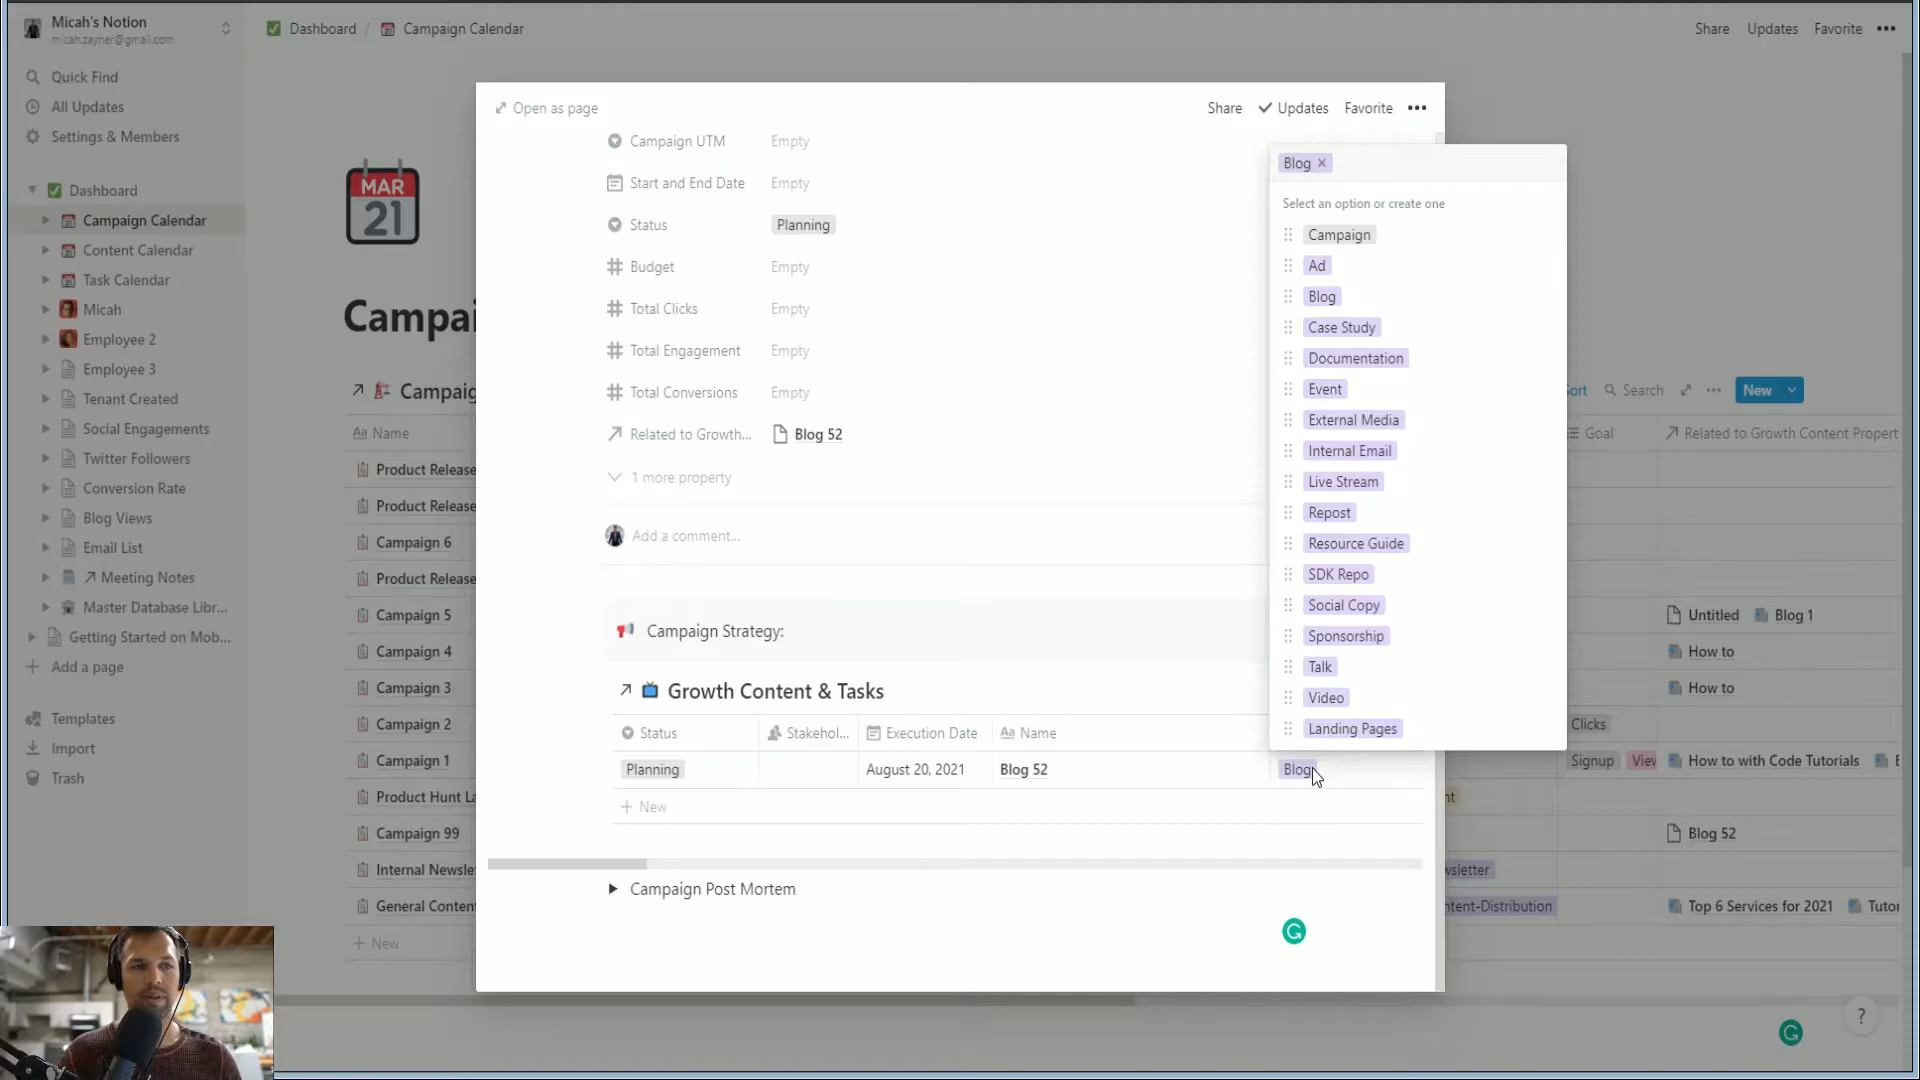 Micah's Notion
micah.zayner@gmail.com
Dashboard / Campaign Calendar
Share Updates Favorite •••
Quick Find
All Updates
Settings & Members
Dashboard
Campaign Calendar
Content Calendar
Task Calendar
Micah
Employee 2
Employee 3
Tenant Created
Social Engagements
Twitter Followers
Conversion Rate
Blog Views
Email List
Meeting Notes
Master Database Libr...
Getting Started on Mob...
+ Add a page
Templates
Import
Trash
MAR
21
Campai
Campaig
Aa Name
Product Release
Product Release
Campaign 6
Product Release
Campaign 5
Campaign 4
Campaign 3
Campaign 2
Campaign 1
Product Hunt La
Campaign 99
Internal Newsle
General Conten
+ New
Open as page
Share Updates Favorite •••
Campaign UTM Empty
Start and End Date Empty
Status Planning
Budget Empty
Total Clicks Empty
Total Engagement Empty
Total Conversions Empty
Related to Growth... Blog 52
1 more property
Add a comment...
Campaign Strategy:
Growth Content & Tasks
Status Stakehol... Execution Date Aa Name
Planning August 20, 2021 Blog 52 Blog
+ New
Campaign Post Mortem
Blog ×
Select an option or create one
Campaign
Ad
Blog
Case Study
Documentation
Event
External Media
Internal Email
Live Stream
Repost
Resource Guide
SDK Repo
Social Copy
Sponsorship
Talk
Video
Landing Pages
Sort Search ••• New
Goal Related to Growth Content Propert
Untitled Blog 1
How to
How to
Clicks
Signup Viev How to with Code Tutorials
nt
Blog 52
wsletter
ntent-Distribution Top 6 Services for 2021 Tutor
?